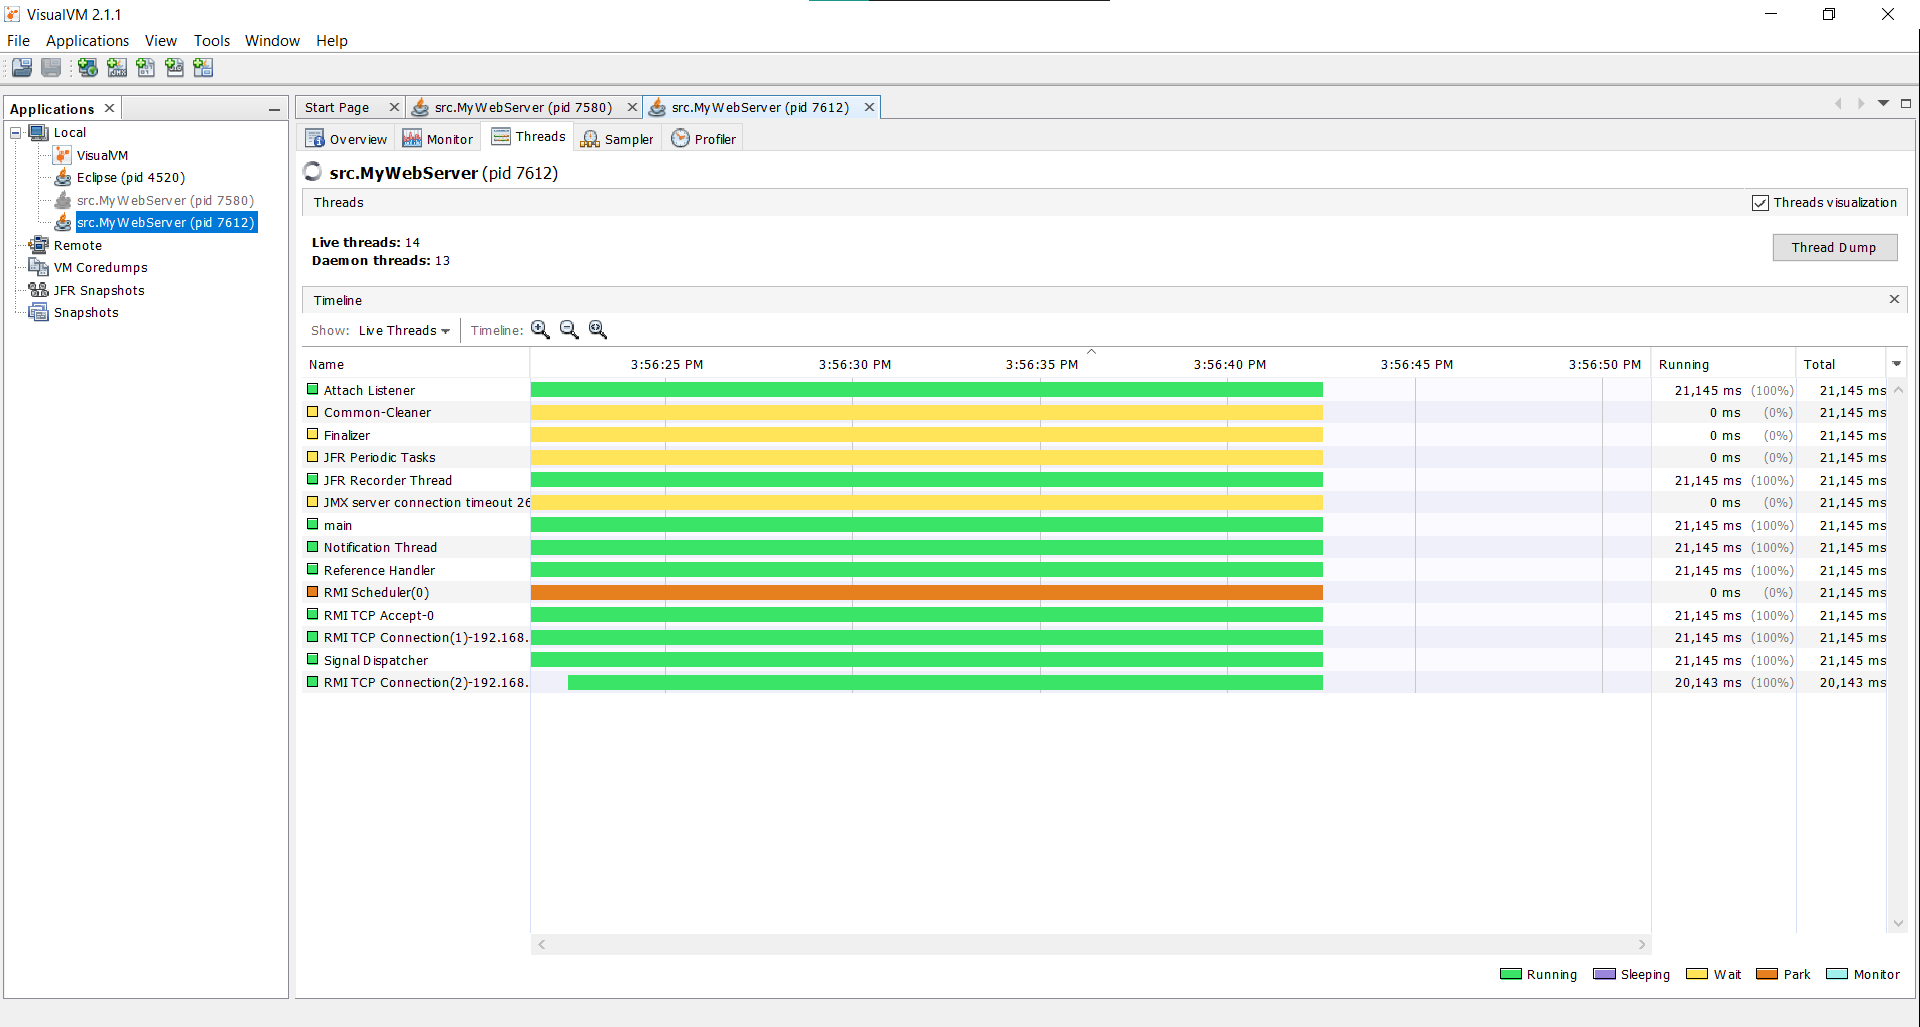 VisualVM 2.1.1
File Applications View Tools Window Help
Applications
Local
VisualVM
Eclipse (pid 4520)
src.MyWebServer (pid 7580)
src.MyWebServer (pid 7612)
Remote
VM Coredumps
JFR Snapshots
Snapshots
Start Page src.MyWebServer (pid 7580) src.MyWebServer (pid 7612)
Overview Monitor Threads Sampler Profiler
src.MyWebServer (pid 7612)
Threads Threads visualization
Live threads: 14
Daemon threads: 13
Thread Dump
Timeline
Show: Live Threads Timeline:
Name 3:56:25 PM 3:56:30 PM 3:56:35 PM 3:56:40 PM 3:56:45 PM 3:56:50 PM Running Total
Attach Listener 21,145 ms (100%) 21,145 ms
Common-Cleaner 0 ms (0%) 21,145 ms
Finalizer 0 ms (0%) 21,145 ms
JFR Periodic Tasks 0 ms (0%) 21,145 ms
JFR Recorder Thread 21,145 ms (100%) 21,145 ms
JMX server connection timeout 26 0 ms (0%) 21,145 ms
main 21,145 ms (100%) 21,145 ms
Notification Thread 21,145 ms (100%) 21,145 ms
Reference Handler 21,145 ms (100%) 21,145 ms
RMI Scheduler(0) 0 ms (0%) 21,145 ms
RMI TCP Accept-0 21,145 ms (100%) 21,145 ms
RMI TCP Connection(1)-192.168. 21,145 ms (100%) 21,145 ms
Signal Dispatcher 21,145 ms (100%) 21,145 ms
RMI TCP Connection(2)-192.168. 20,143 ms (100%) 20,143 ms
Running Sleeping Wait Park Monitor